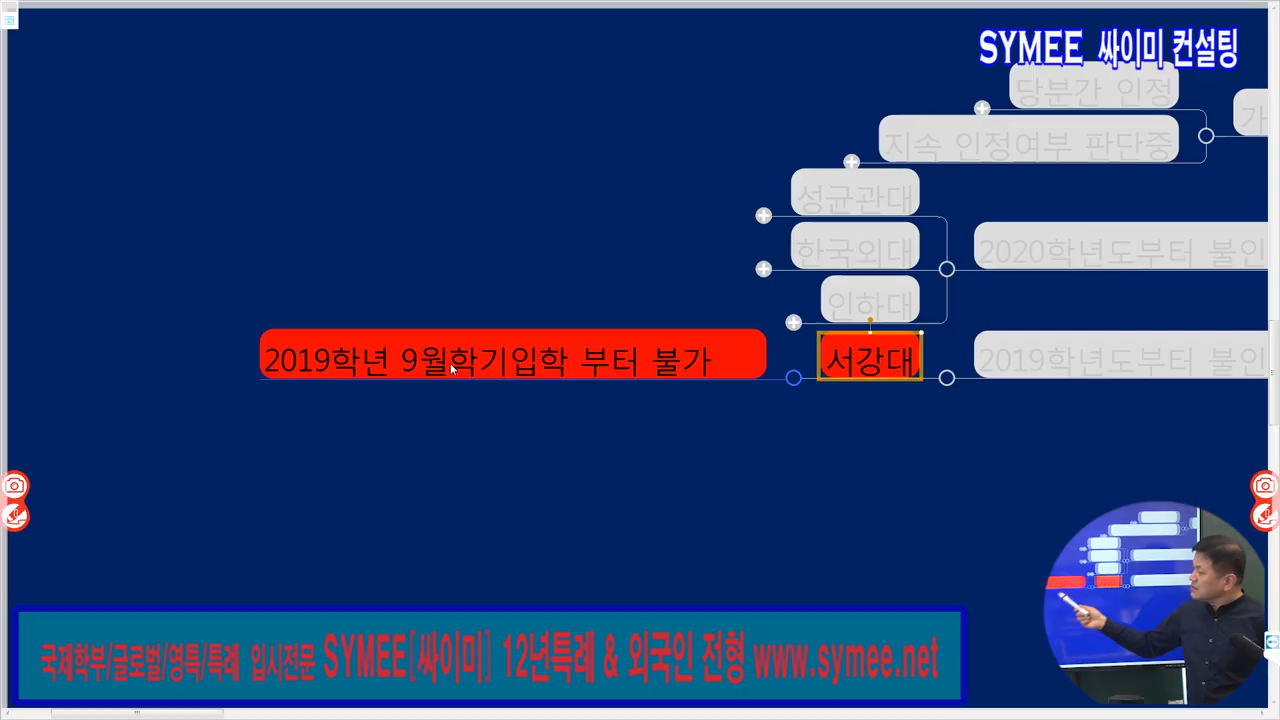 SYMEE 싸이미 컨설팅
당분간 인정
가
지속 인정여부 판단중
성균관대
한국외대
2020학년도부터 불인
인하대
2019학년 9월학기입학 부터 불가
서강대
2019학년도부터 불인
국제학부/글로벌/영특/특례 입시전문 SYMEE[싸이미] 12년특례 & 외국인 전형 www.symee.net